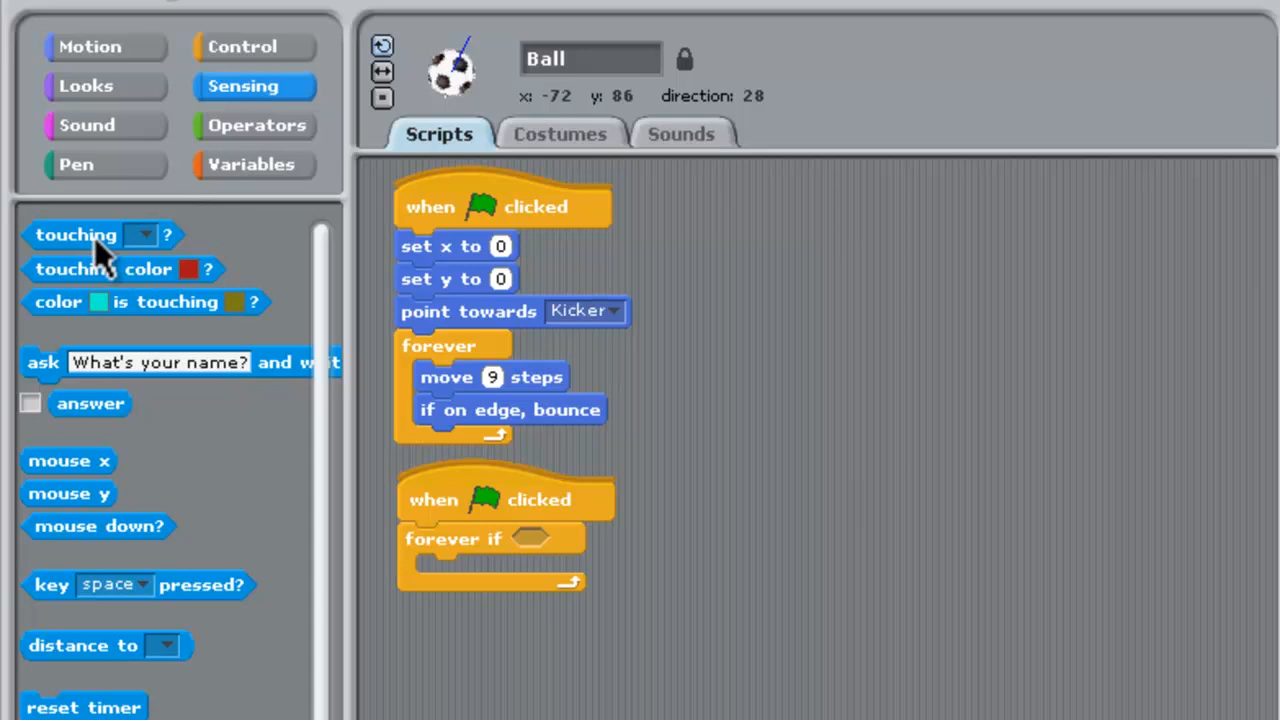 Motion
Control
Looks
Sensing
Sound
Operators
Pen
Variables
touching ?
touching color ?
color is touching ?
ask What's your name? and wait
answer
mouse x
mouse y
mouse down?
key space pressed?
distance to
reset timer
Ball
x: -72 y: 86 direction: 28
Scripts Costumes Sounds
when clicked
set x to 0
set y to 0
point towards Kicker
forever
move 9 steps
if on edge, bounce
when clicked
forever if